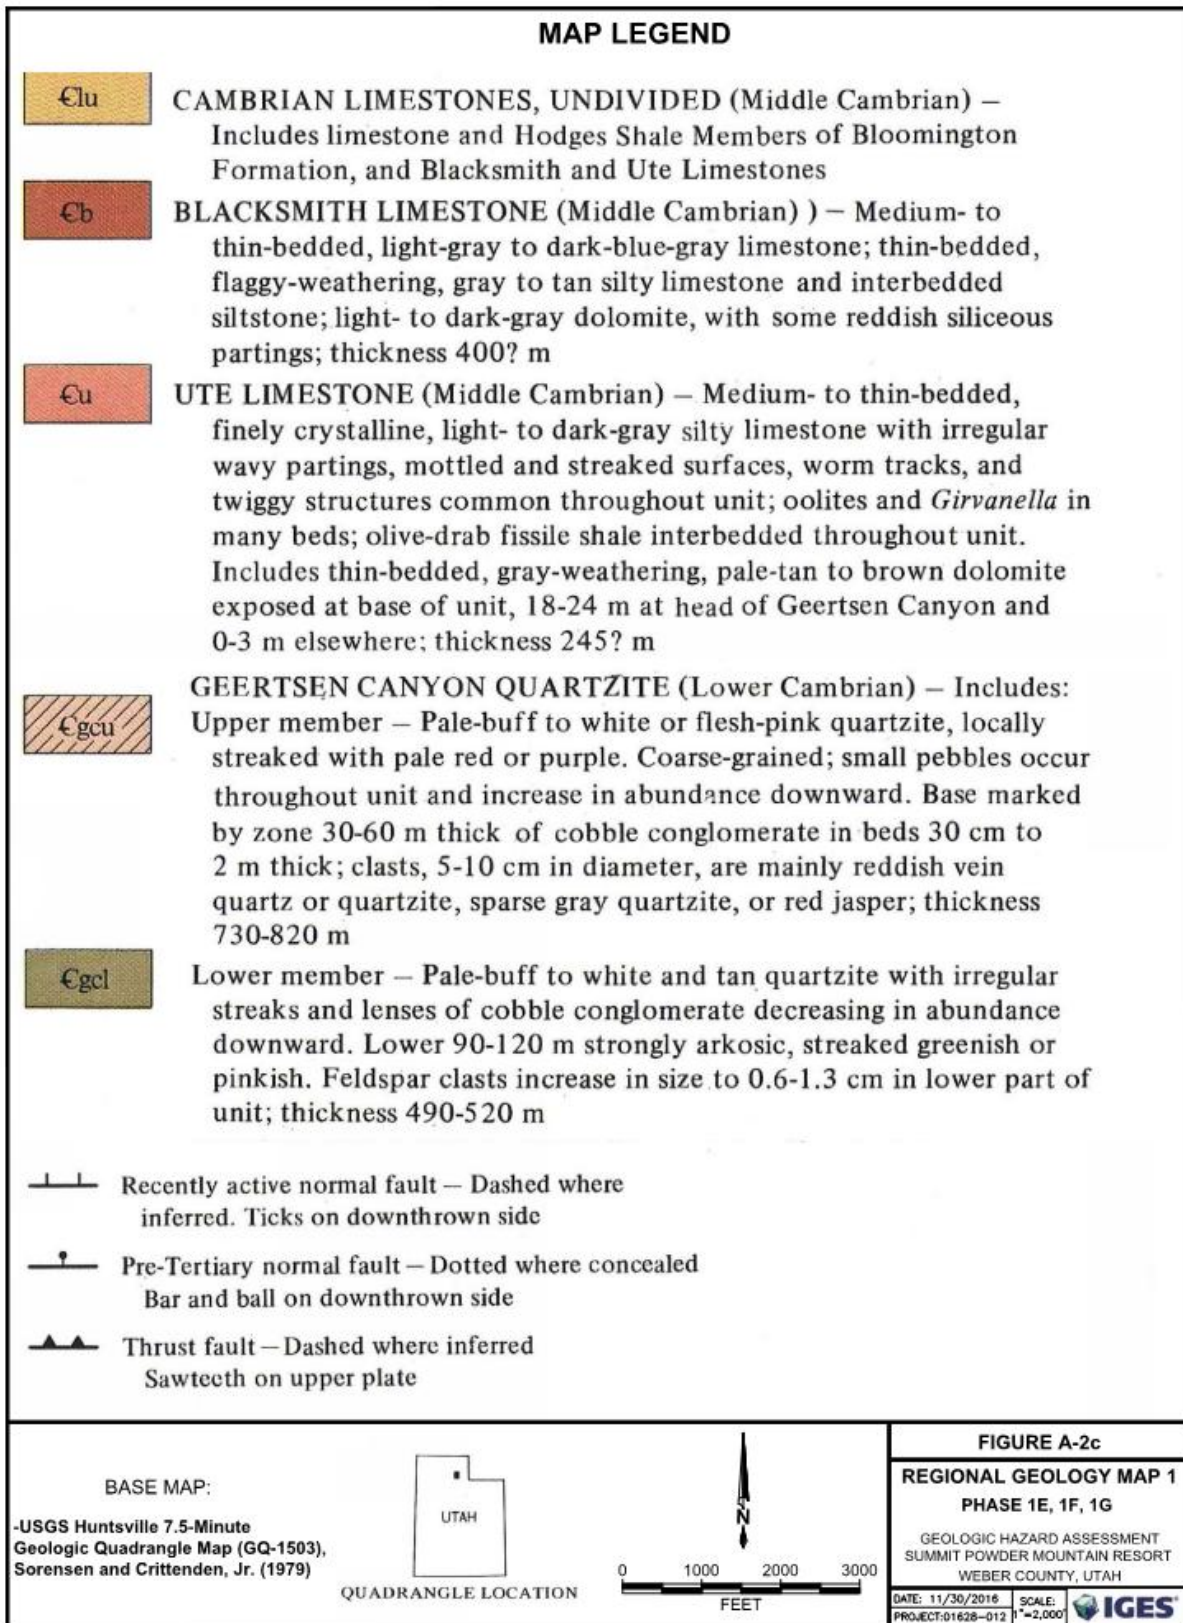 MAP LEGEND
Єlu
CAMBRIAN LIMESTONES, UNDIVIDED (Middle Cambrian) –
Includes limestone and Hodges Shale Members of Bloomington
Formation, and Blacksmith and Ute Limestones
Єb
BLACKSMITH LIMESTONE (Middle Cambrian) ) – Medium- to
thin-bedded, light-gray to dark-blue-gray limestone; thin-bedded,
flaggy-weathering, gray to tan silty limestone and interbedded
siltstone; light- to dark-gray dolomite, with some reddish siliceous
partings; thickness 400? m
Єu
UTE LIMESTONE (Middle Cambrian) – Medium- to thin-bedded,
finely crystalline, light- to dark-gray silty limestone with irregular
wavy partings, mottled and streaked surfaces, worm tracks, and
twiggy structures common throughout unit; oolites and Girvanella in
many beds; olive-drab fissile shale interbedded throughout unit.
Includes thin-bedded, gray-weathering, pale-tan to brown dolomite
exposed at base of unit, 18-24 m at head of Geertsen Canyon and
0-3 m elsewhere; thickness 245? m
GEERTSEN CANYON QUARTZITE (Lower Cambrian) – Includes:
Єgcu
Upper member – Pale-buff to white or flesh-pink quartzite, locally
streaked with pale red or purple. Coarse-grained; small pebbles occur
throughout unit and increase in abundance downward. Base marked
by zone 30-60 m thick of cobble conglomerate in beds 30 cm to
2 m thick; clasts, 5-10 cm in diameter, are mainly reddish vein
quartz or quartzite, sparse gray quartzite, or red jasper; thickness
730-820 m
Єgcl
Lower member – Pale-buff to white and tan quartzite with irregular
streaks and lenses of cobble conglomerate decreasing in abundance
downward. Lower 90-120 m strongly arkosic, streaked greenish or
pinkish. Feldspar clasts increase in size to 0.6-1.3 cm in lower part of
unit; thickness 490-520 m
Recently active normal fault – Dashed where
inferred. Ticks on downthrown side
Pre-Tertiary normal fault – Dotted where concealed
Bar and ball on downthrown side
Thrust fault – Dashed where inferred
Sawteeth on upper plate
BASE MAP:
-USGS Huntsville 7.5-Minute
Geologic Quadrangle Map (GQ-1503),
Sorensen and Crittenden, Jr. (1979)
UTAH
QUADRANGLE LOCATION
N
0 1000 2000 3000
FEET
FIGURE A-2c
REGIONAL GEOLOGY MAP 1
PHASE 1E, 1F, 1G
GEOLOGIC HAZARD ASSESSMENT
SUMMIT POWDER MOUNTAIN RESORT
WEBER COUNTY, UTAH
DATE: 11/30/2016
PROJECT:01628-012
SCALE:
1"=2,000'
IGES